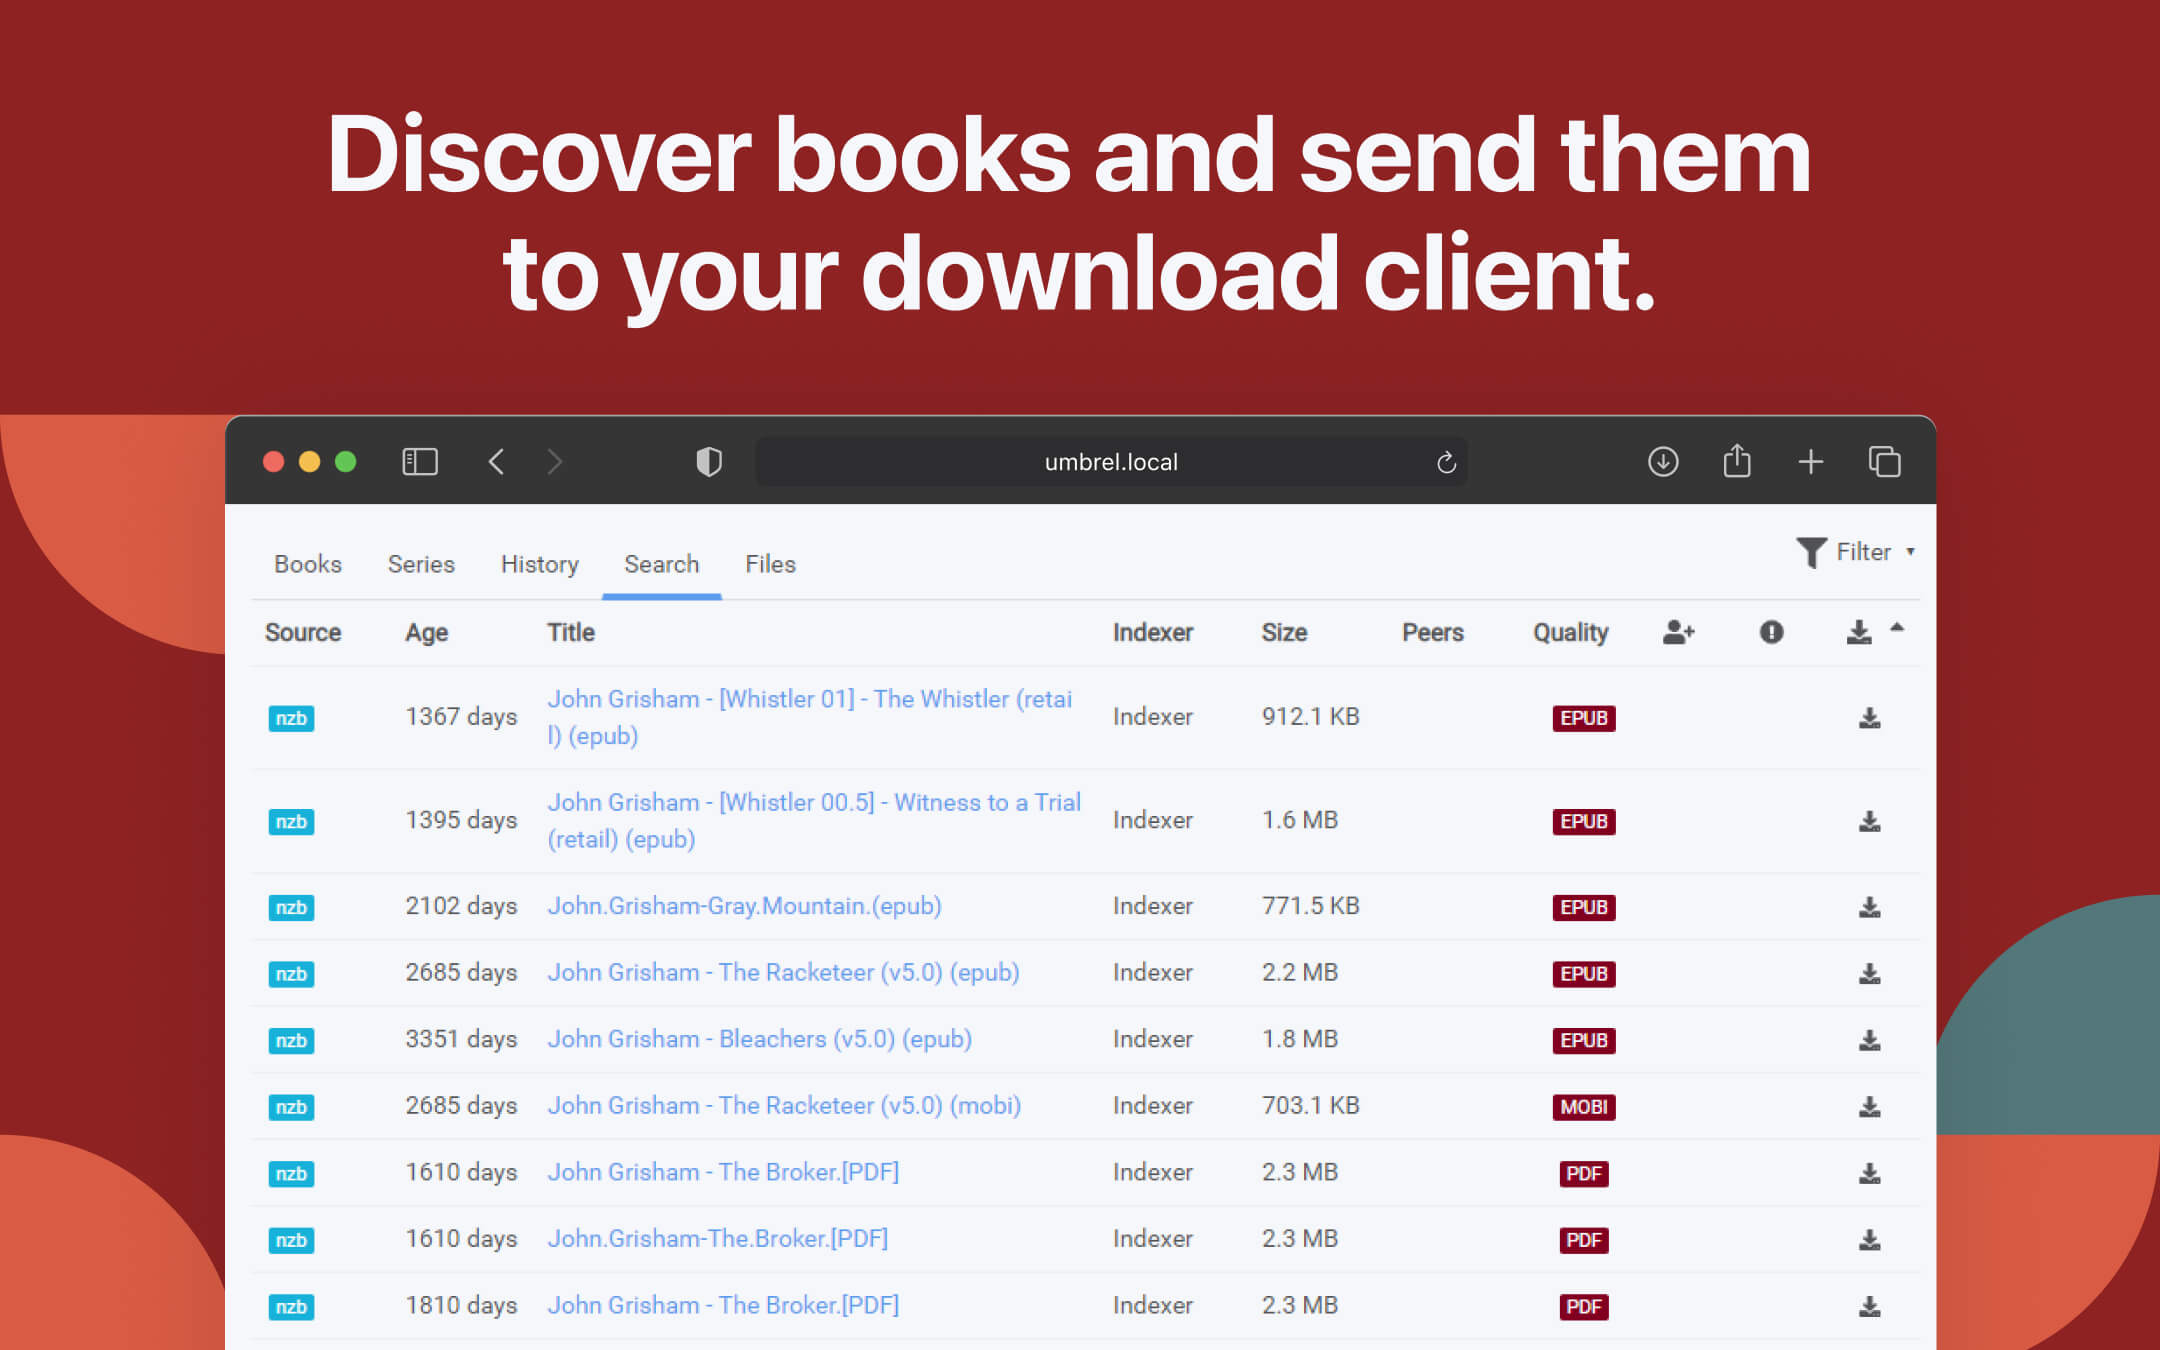 Discover books and send them
to your download client.
umbrel.local
Books Series History Search Files Filter
Source Age Title Indexer Size Peers Quality
nzb 1367 days John Grisham - [Whistler 01] - The Whistler (retai
l) (epub) Indexer 912.1 KB EPUB
nzb 1395 days John Grisham - [Whistler 00.5] - Witness to a Trial
(retail) (epub) Indexer 1.6 MB EPUB
nzb 2102 days John.Grisham-Gray.Mountain.(epub) Indexer 771.5 KB EPUB
nzb 2685 days John Grisham - The Racketeer (v5.0) (epub) Indexer 2.2 MB EPUB
nzb 3351 days John Grisham - Bleachers (v5.0) (epub) Indexer 1.8 MB EPUB
nzb 2685 days John Grisham - The Racketeer (v5.0) (mobi) Indexer 703.1 KB MOBI
nzb 1610 days John Grisham - The Broker.[PDF] Indexer 2.3 MB PDF
nzb 1610 days John.Grisham-The.Broker.[PDF] Indexer 2.3 MB PDF
nzb 1810 days John Grisham - The Broker.[PDF] Indexer 2.3 MB PDF